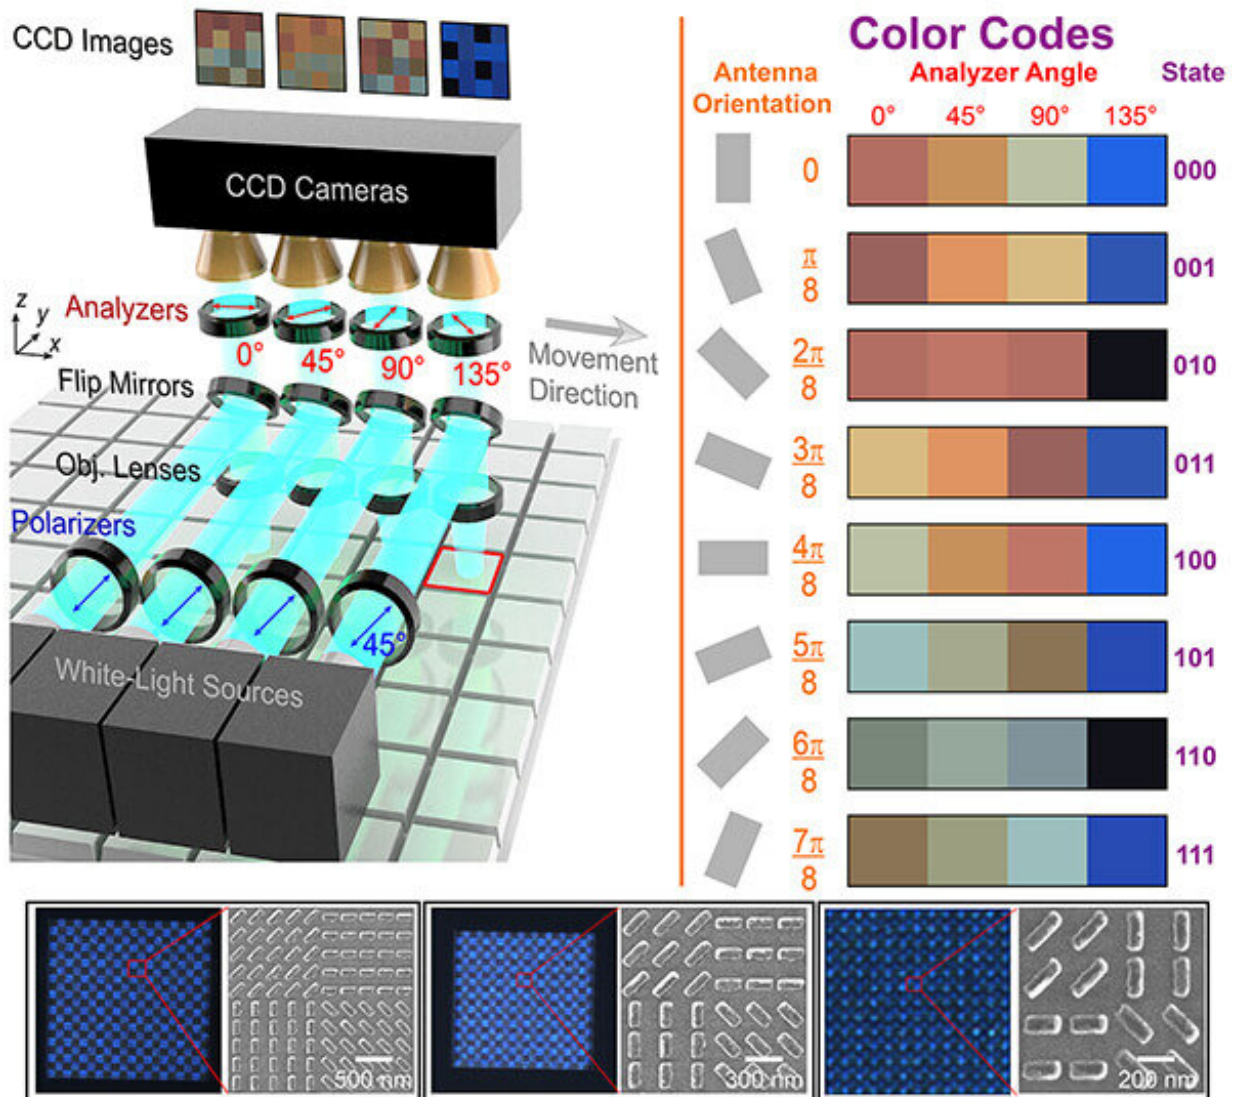 CCD Images
CCD Cameras
Analyzers
z
y
x
0°
45°
90°
135°
Movement
Direction
Flip Mirrors
Obj. Lenses
Polarizers
45°
White-Light Sources
Color Codes
Antenna
Orientation
Analyzer Angle
State
0° 45° 90° 135°
0 000
π/8 001
2π/8 010
3π/8 011
4π/8 100
5π/8 101
6π/8 110
7π/8 111
500 nm
300 nm
200 nm